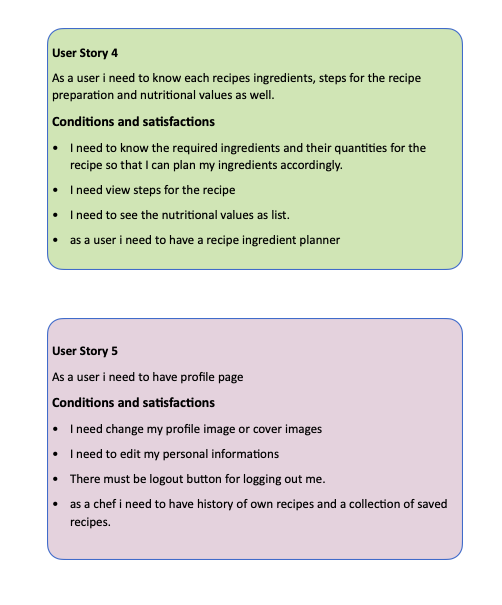 User Story 4
As a user i need to know each recipes ingredients, steps for the recipe
preparation and nutritional values as well.
Conditions and satisfactions
• I need to know the required ingredients and their quantities for the
recipe so that I can plan my ingredients accordingly.
• I need view steps for the recipe
• I need to see the nutritional values as list.
• as a user i need to have a recipe ingredient planner
User Story 5
As a user i need to have profile page
Conditions and satisfactions
• I need change my profile image or cover images
• I need to edit my personal informations
• There must be logout button for logging out me.
• as a chef i need to have history of own recipes and a collection of saved
recipes.